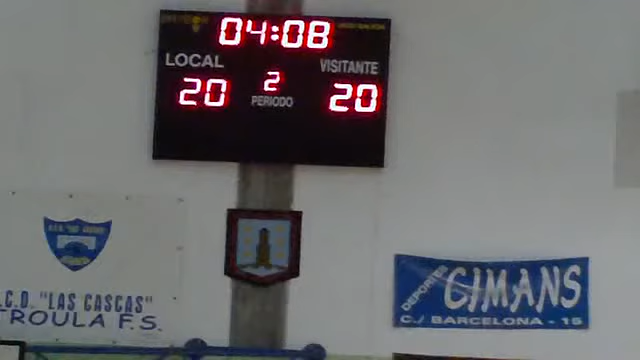 04:08
LOCAL
VISITANTE
20
2
20
PERIODO
C.D. "LAS CASCAS"
TROULA F.S.
DEPORTES
CIMANS
C./ BARCELONA - 15